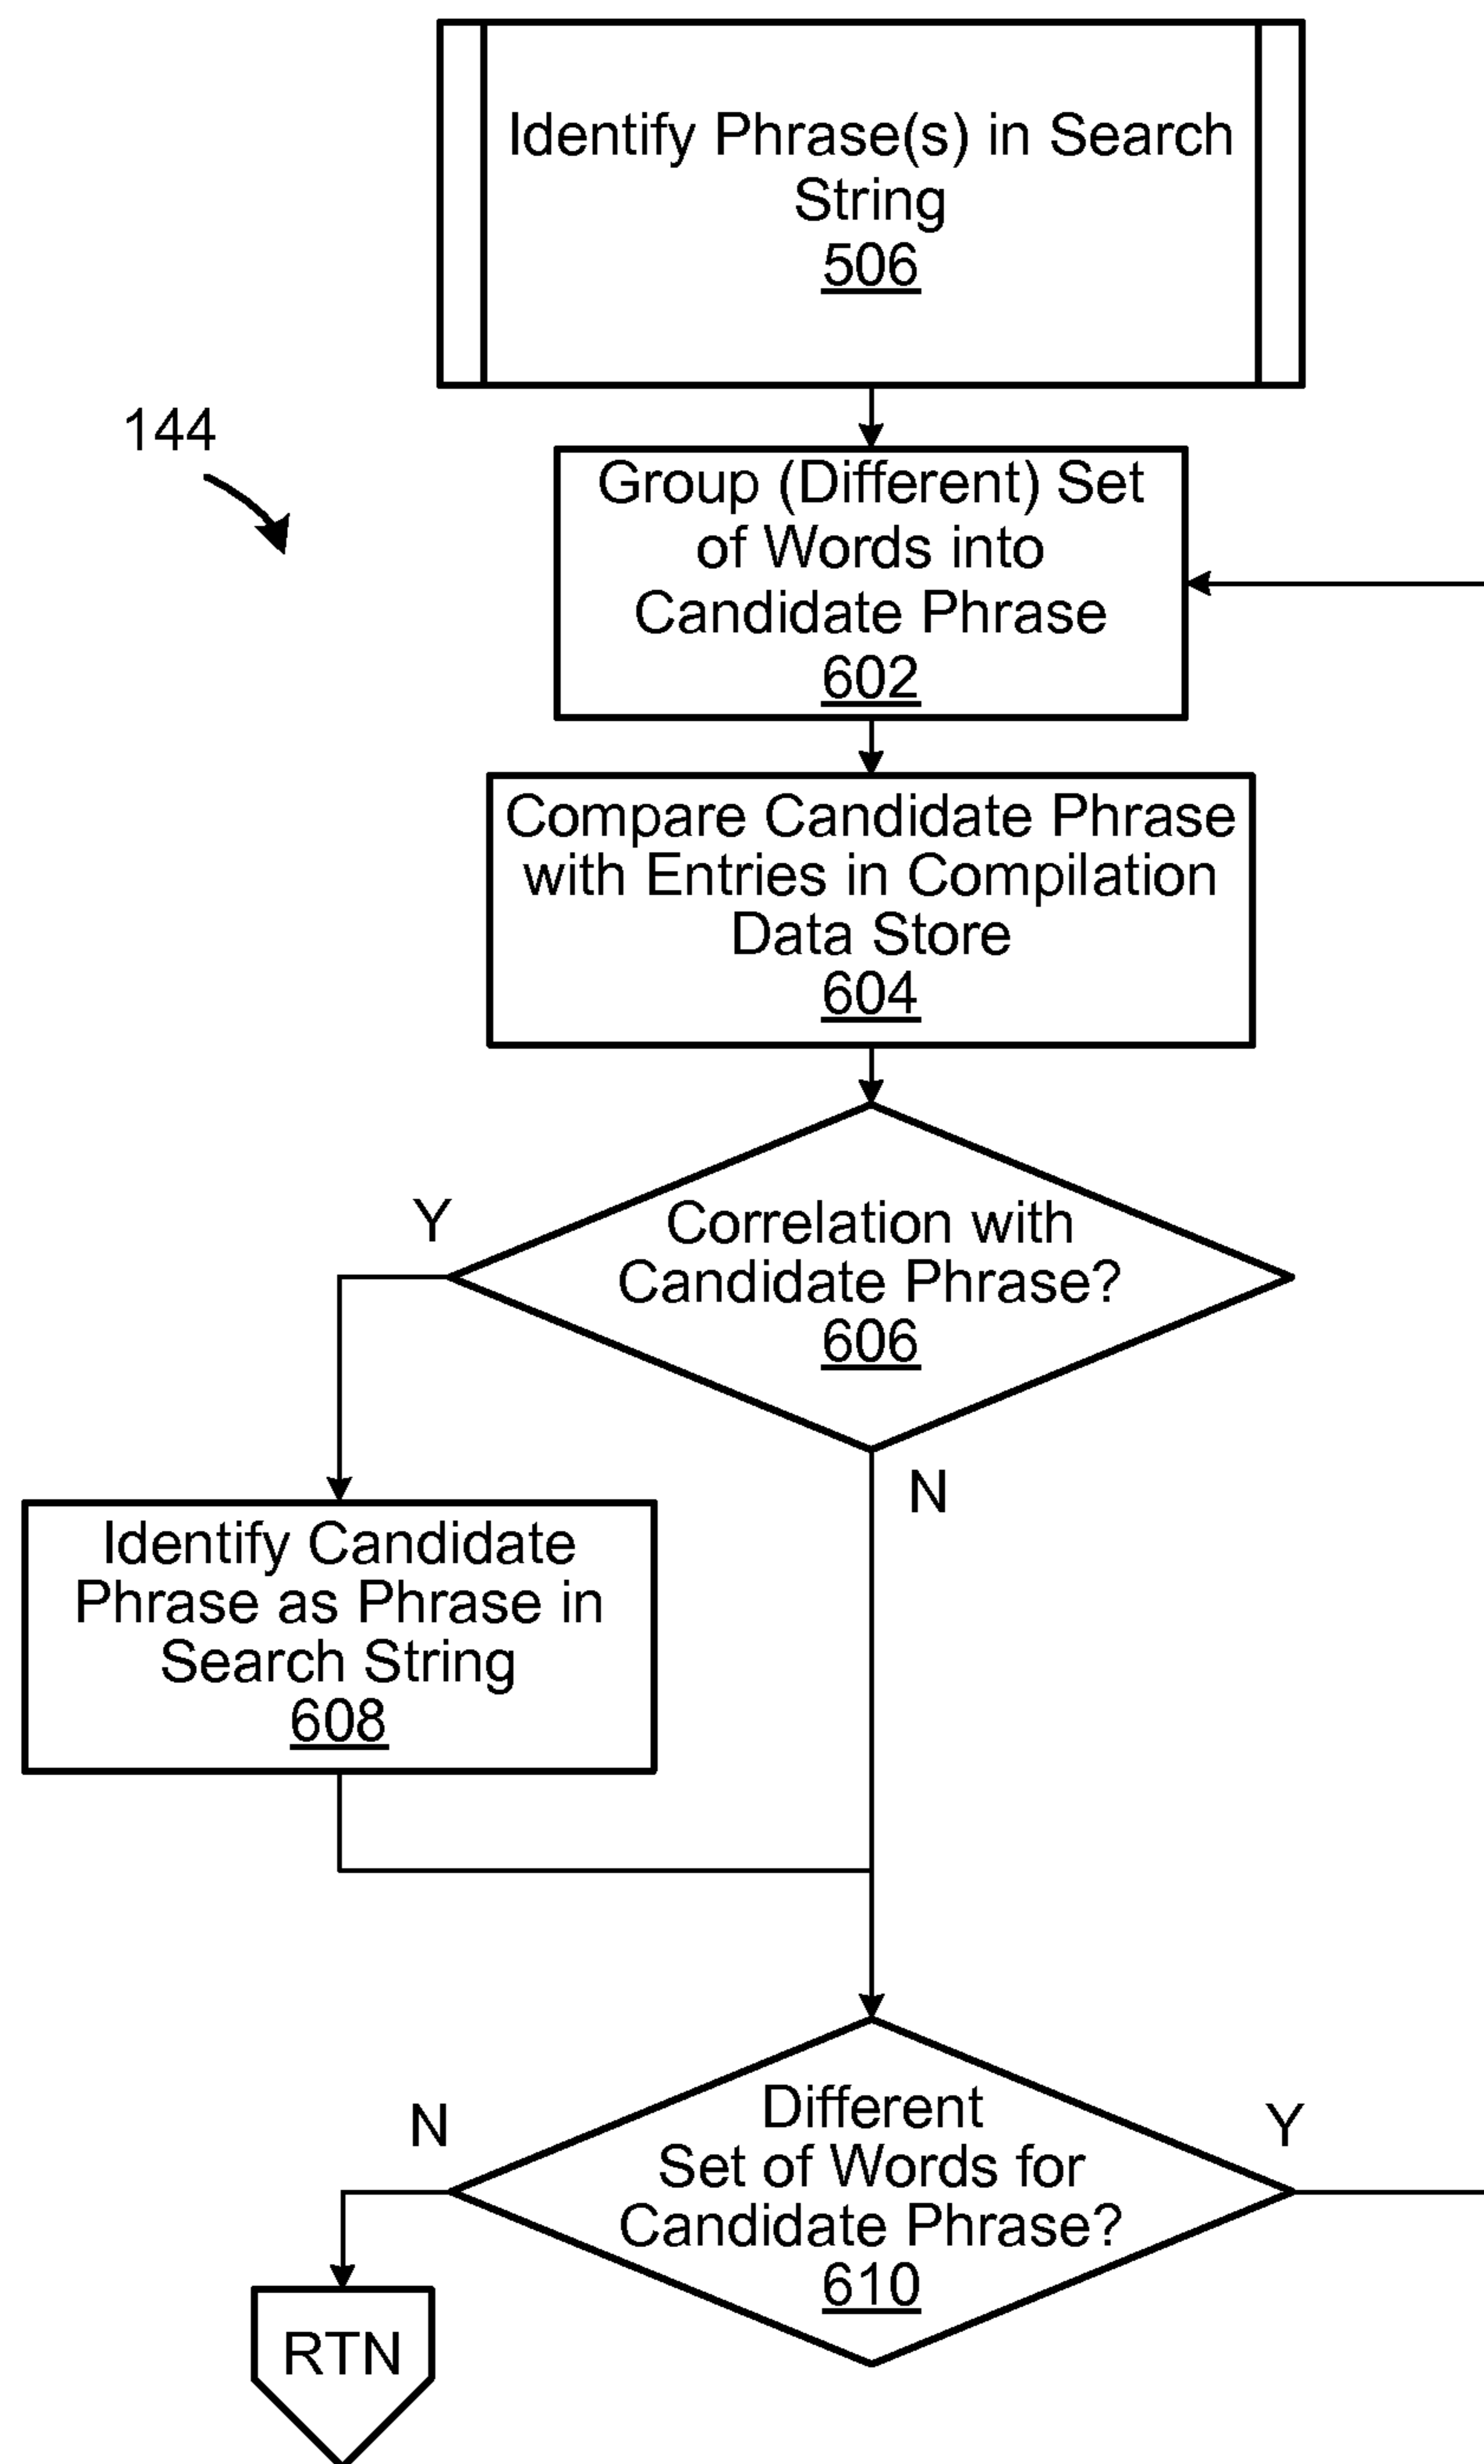 Identify Phrase(s) in Search
String
506
144
Group (Different) Set
of Words into
Candidate Phrase
602
Compare Candidate Phrase
with Entries in Compilation
Data Store
604
Y
Correlation with
Candidate Phrase?
606
N
Identify Candidate
Phrase as Phrase in
Search String
608
N
Different
Set of Words for
Candidate Phrase?
610
Y
RTN